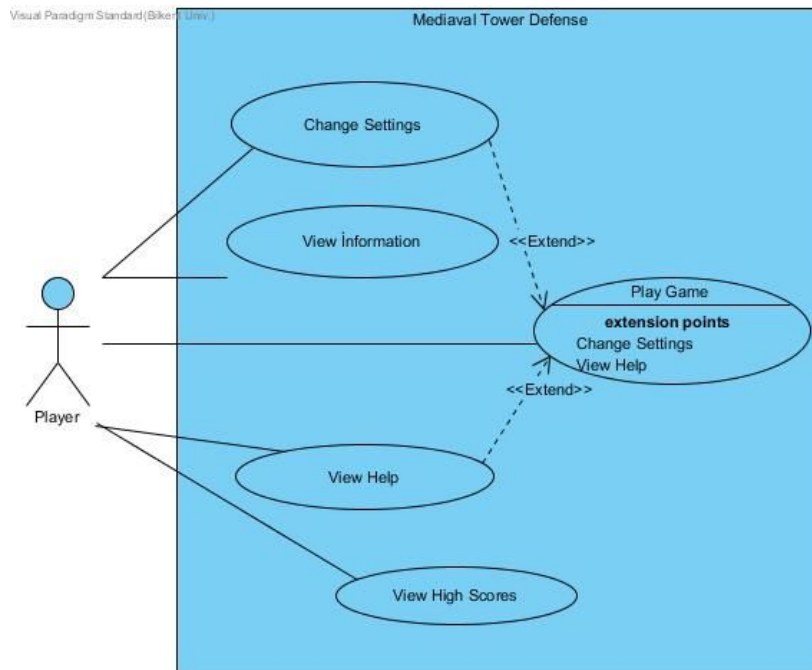 Visual Paradigm Standard(Bilkent Univ.)
Mediaval Tower Defense
Change Settings
View İnformation
<<Extend>>
Play Game
extension points
Change Settings
View Help
<<Extend>>
Player
View Help
View High Scores